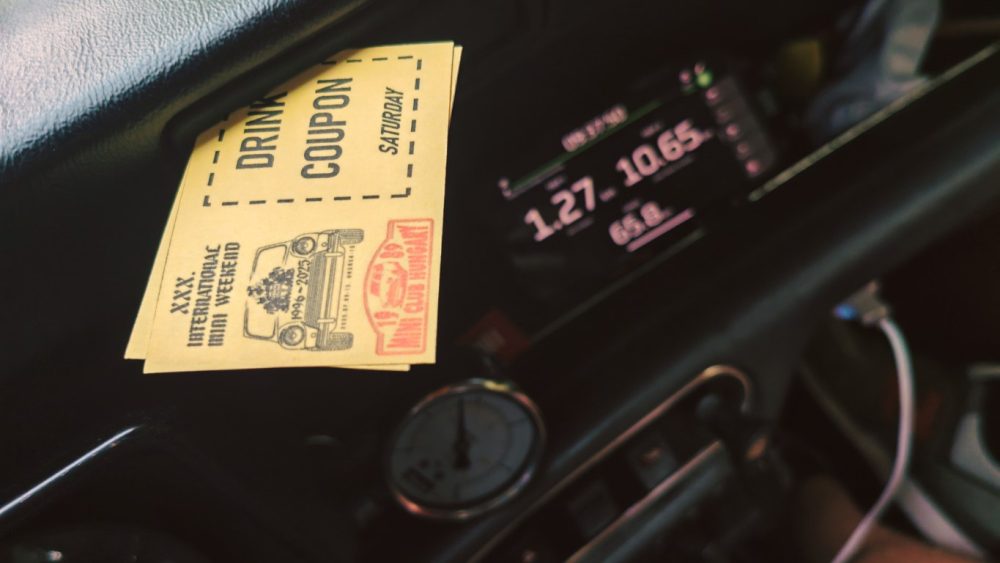 DRINK
COUPON
SATURDAY
XXX.
INTERNATIONAL
MINI WEEKEND
1996-2025
MINI CLUB HUNGARY
1.27
10.65
65.8